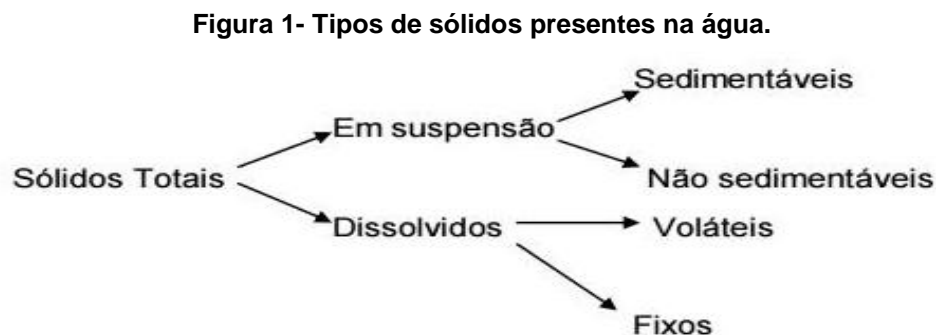 Figura 1- Tipos de sólidos presentes na água.
Sedimentáveis
Em suspensão
Sólidos Totais
Não sedimentáveis
Dissolvidos
Voláteis
Fixos